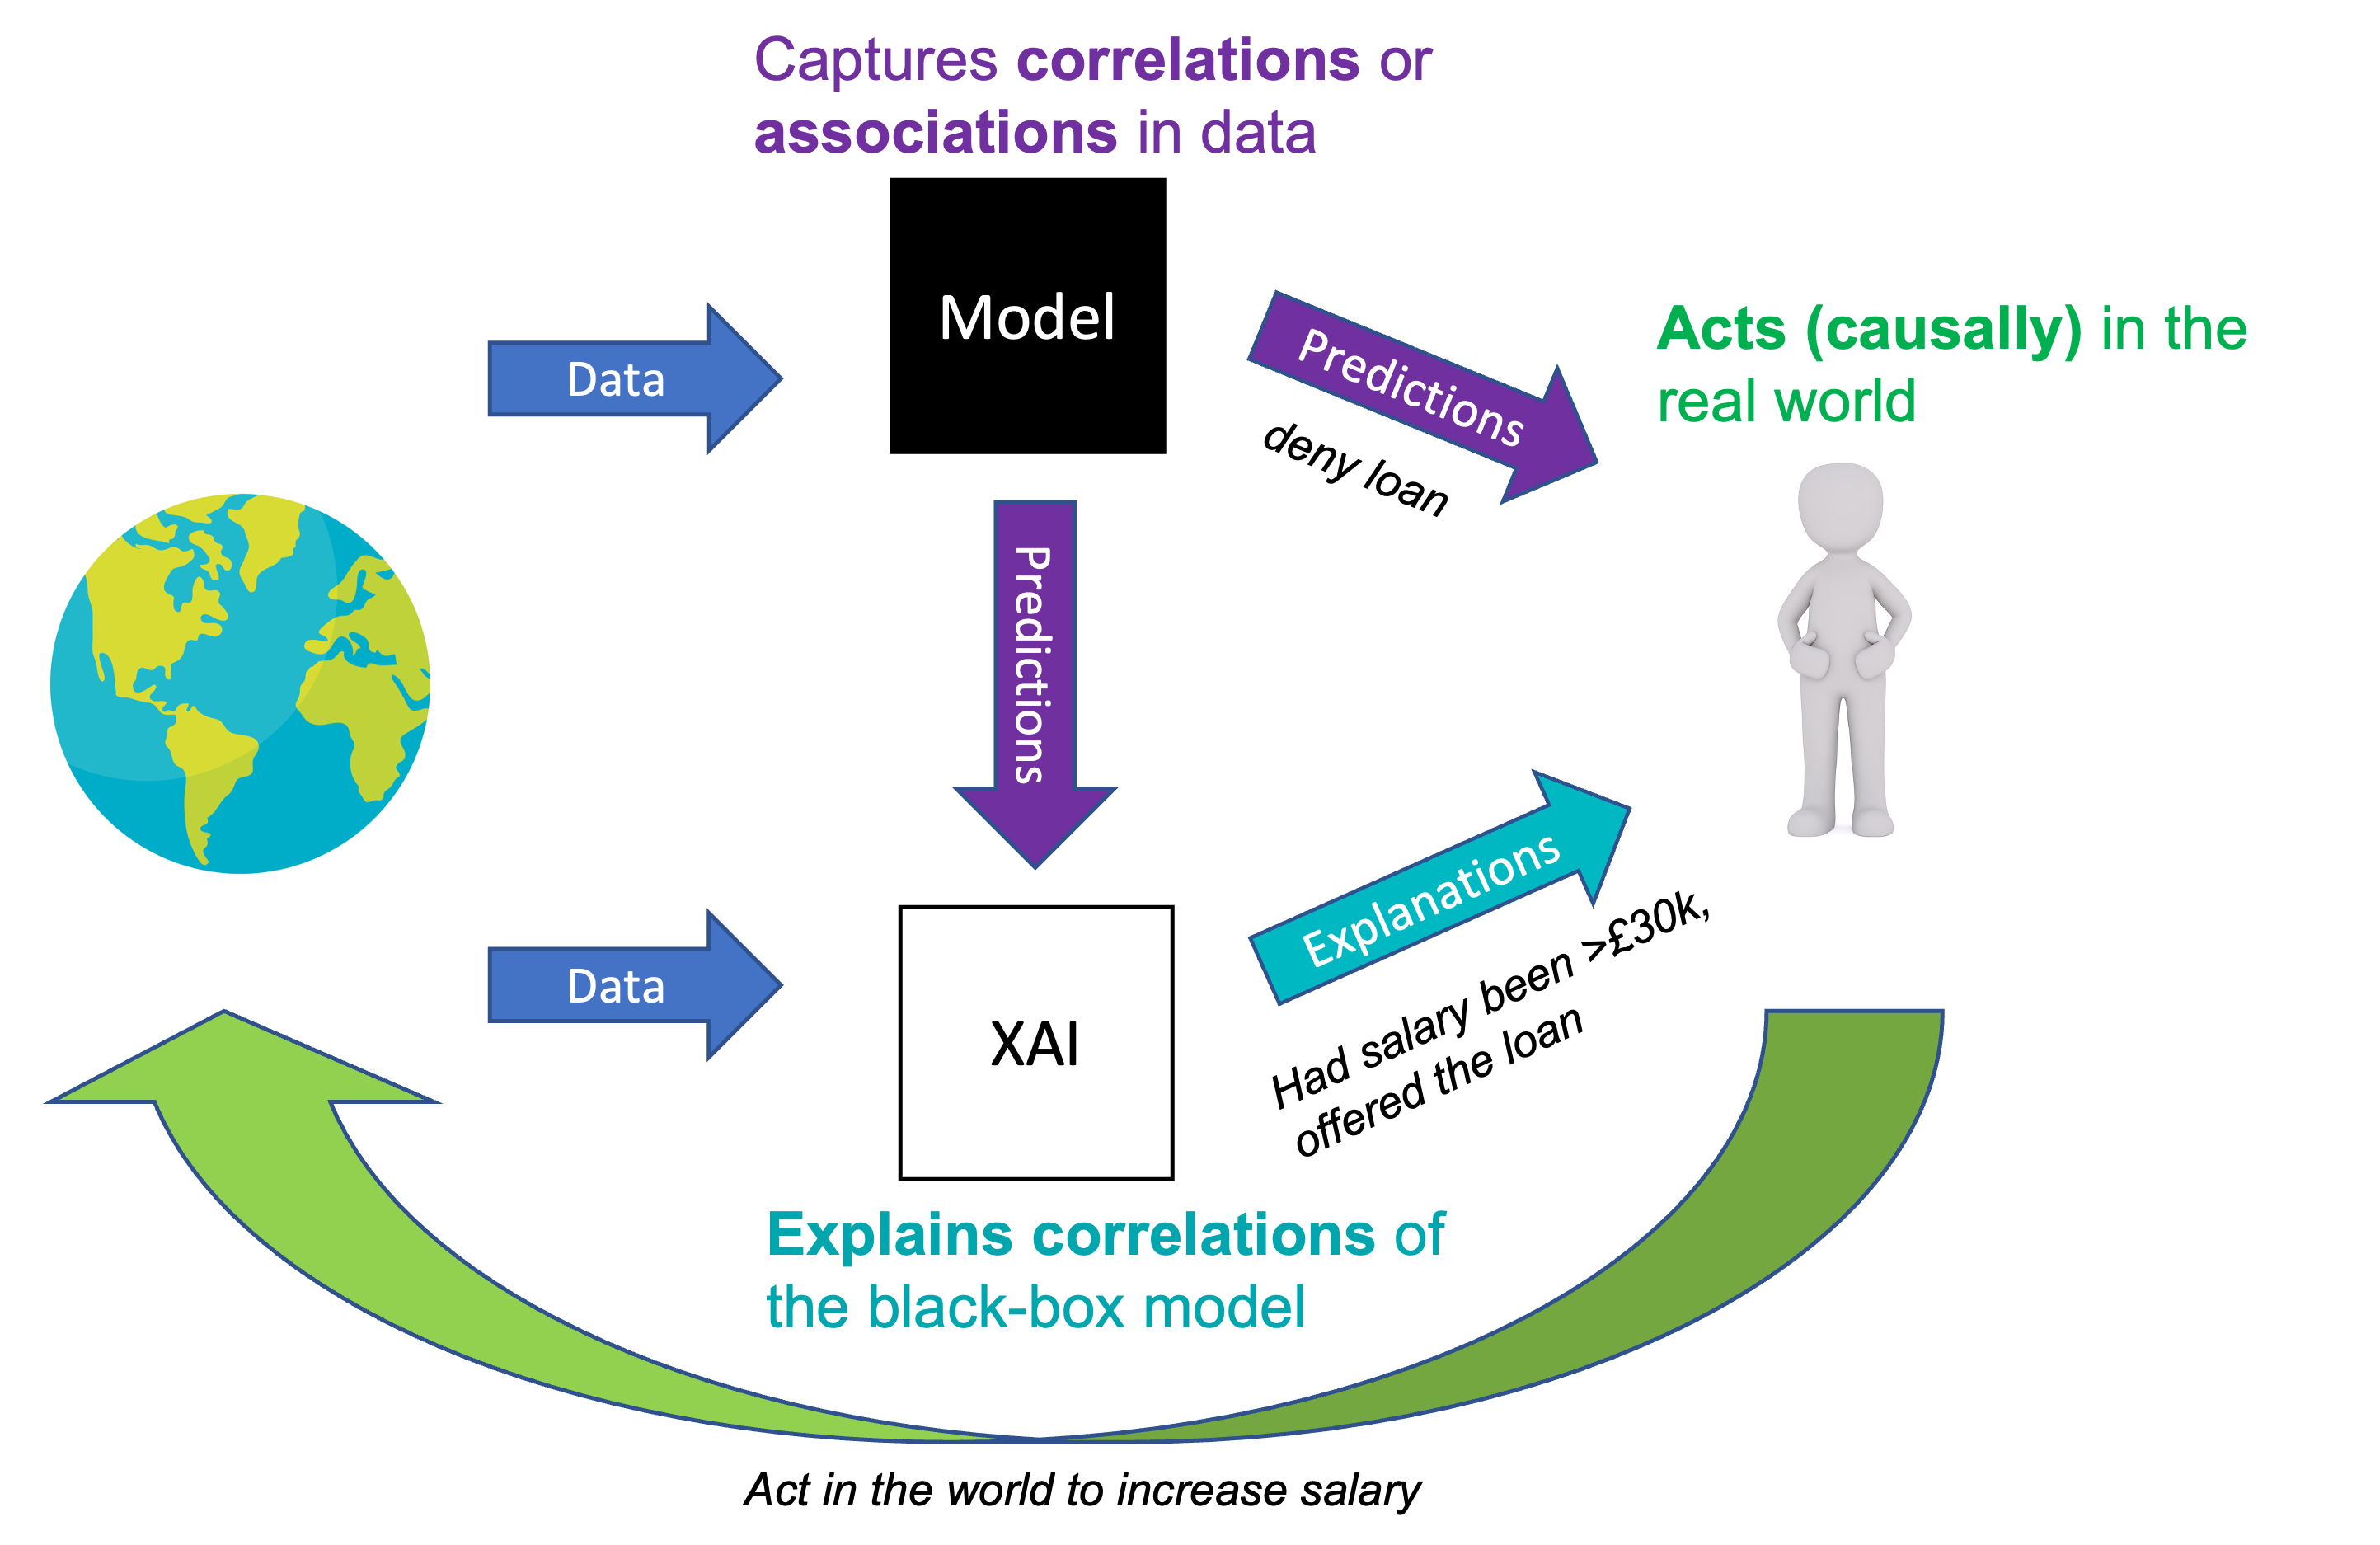 Captures correlations or
associations in data
Model
Data
Predictions
deny loan
Acts (causally) in the
real world
Predictions
Data
XAI
Explanations
Had salary been >£30k,
offered the loan
Explains correlations of
the black-box model
Act in the world to increase salary